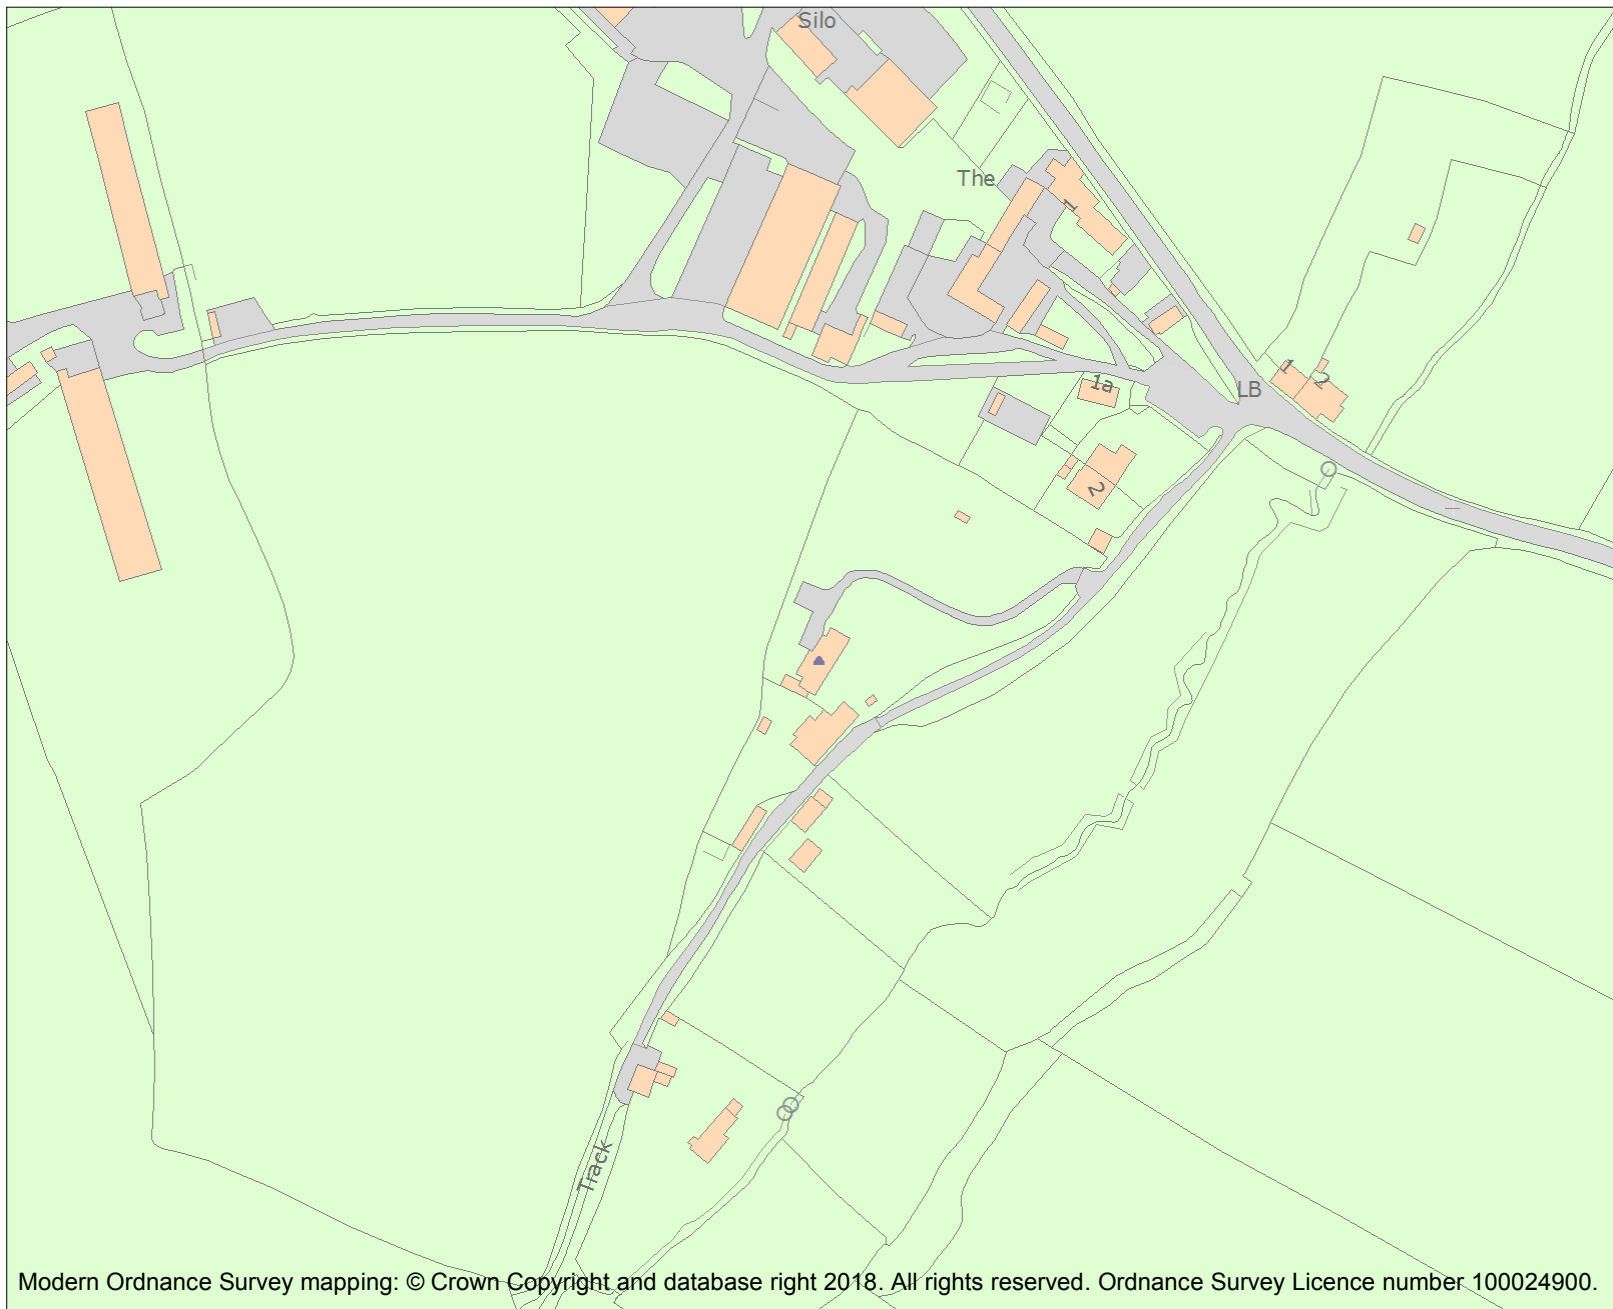 Silo
The
1
1a
LB
1
2
2
Track
Modern Ordnance Survey mapping: © Crown Copyright and database right 2018. All rights reserved. Ordnance Survey Licence number 100024900.